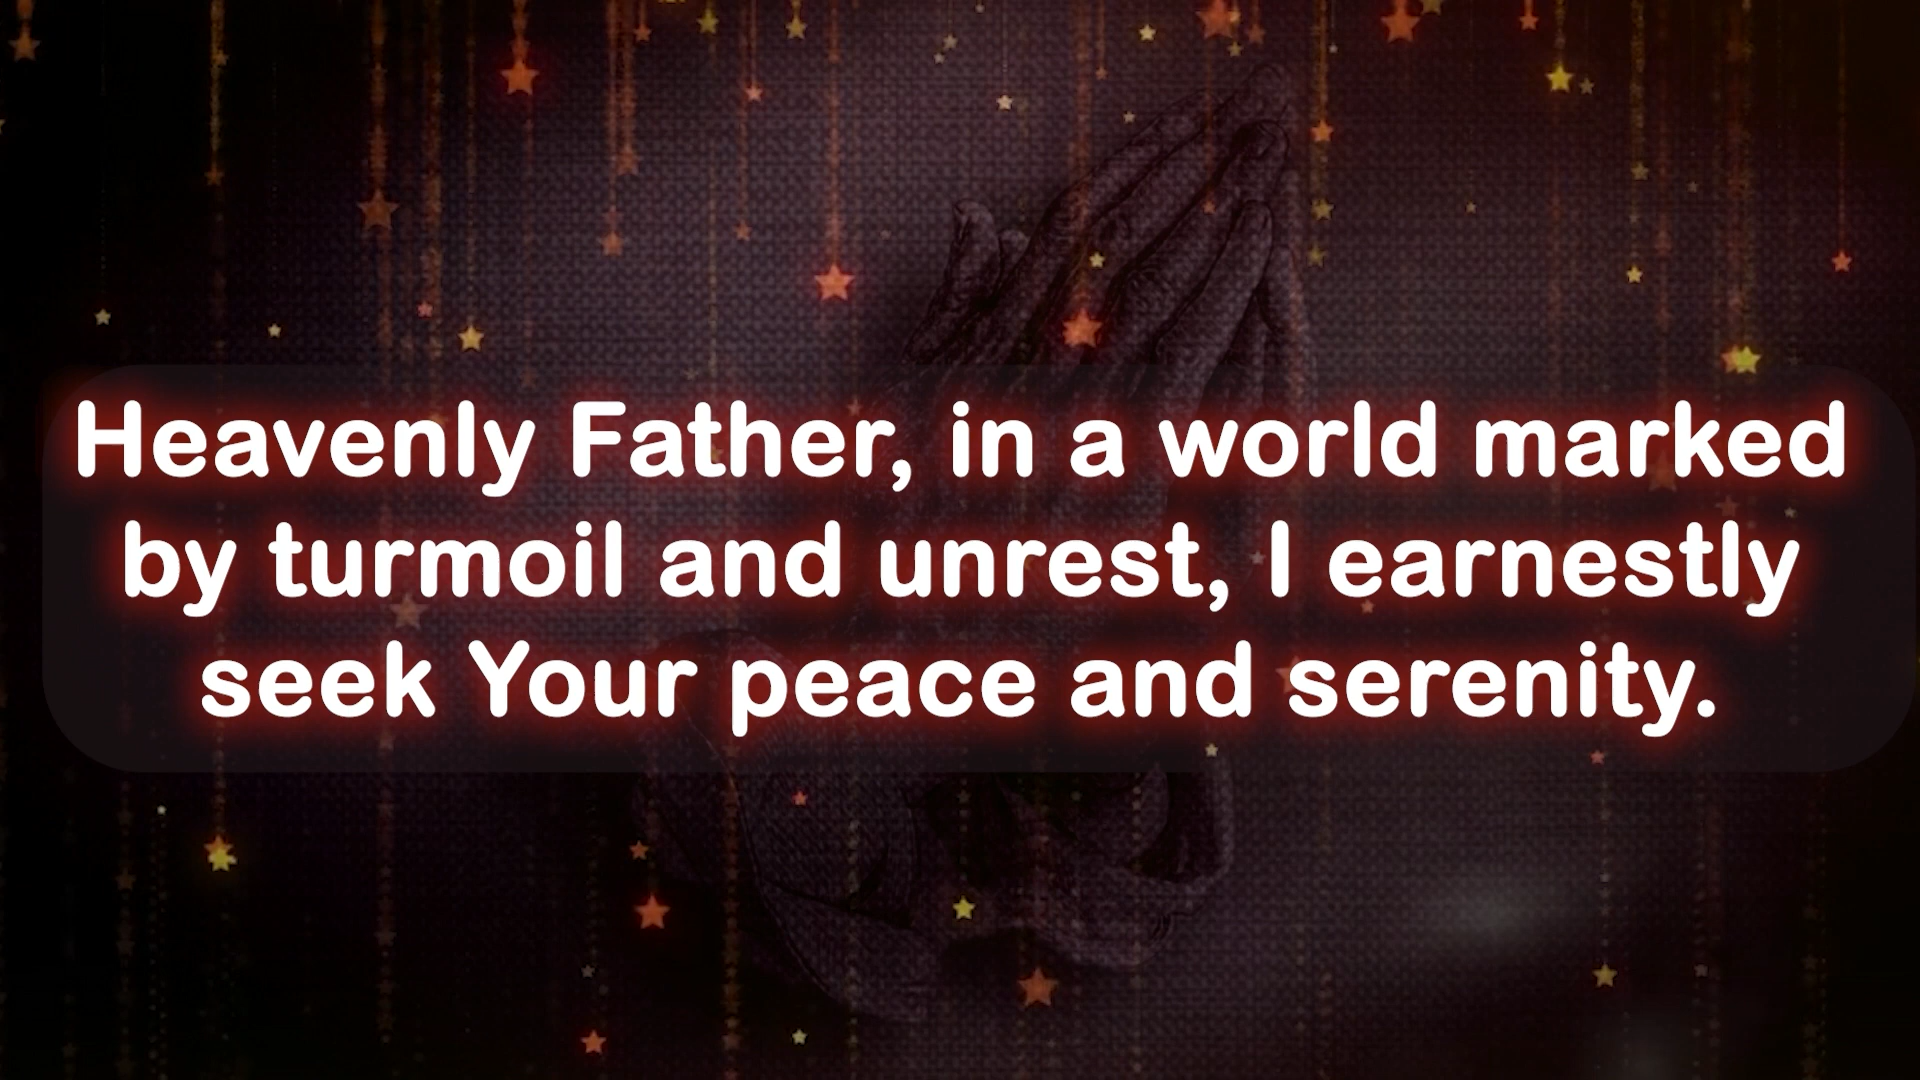 Heavenly Father, in a world marked
by turmoil and unrest, I earnestly
seek Your peace and serenity.